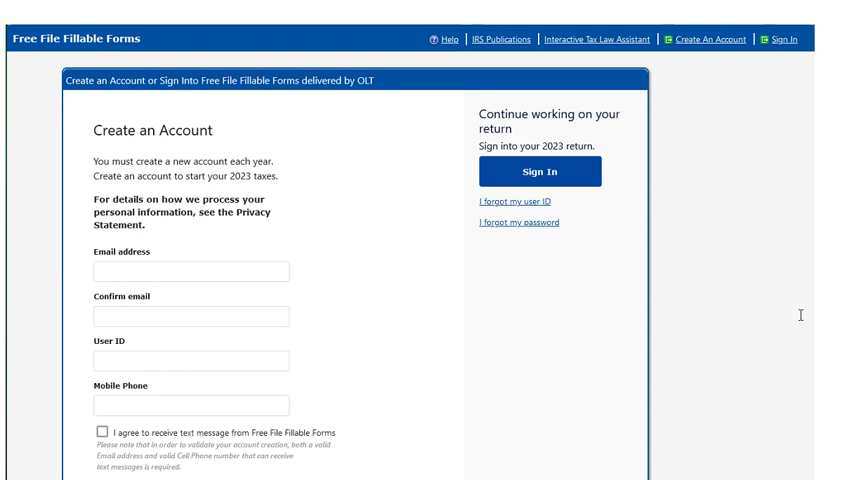 Free File Fillable Forms
Help | IRS Publications | Interactive Tax Law Assistant | Create An Account | Sign In
Create an Account or Sign Into Free File Fillable Forms delivered by OLT
Create an Account
You must create a new account each year.
Create an account to start your 2023 taxes.
For details on how we process your
personal information, see the Privacy
Statement.
Email address
Confirm email
User ID
Mobile Phone
I agree to receive text message from Free File Fillable Forms
Please note that in order to validate your account creation, both a valid
Email address and valid Cell Phone number that can receive
text messages is required.
Continue working on your
return
Sign into your 2023 return.
Sign In
I forgot my user ID
I forgot my password